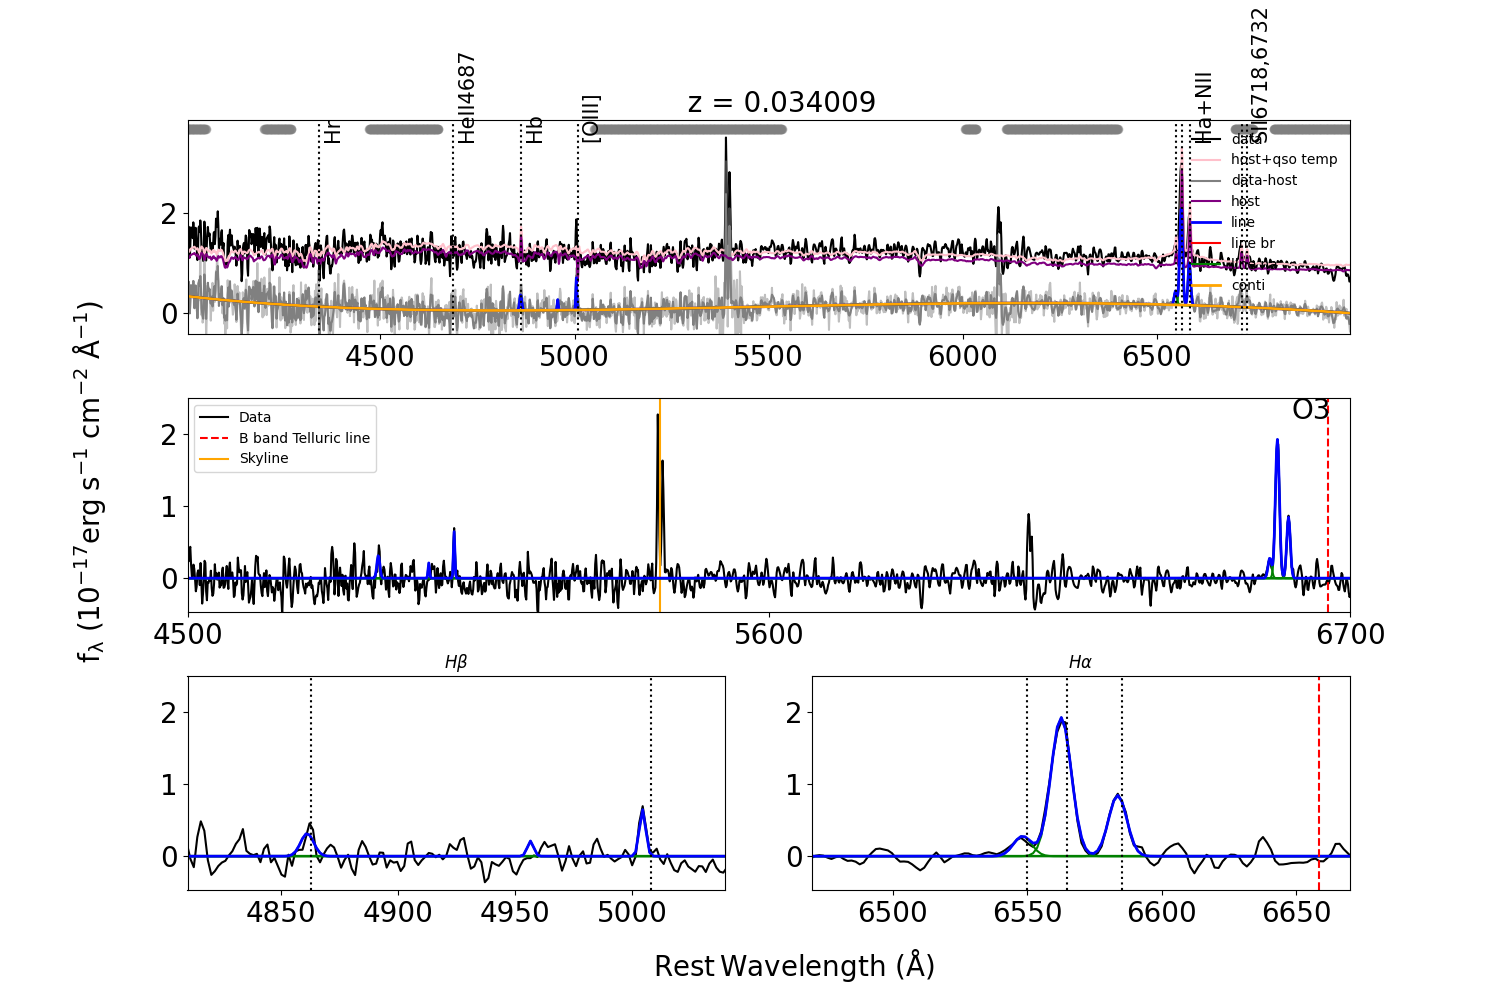 z = 0.034009
Hr
HeII4687
Hb
[OIII]
Ha+NII
SII6718,6732
data
host+qso temp
data-host
host
line
line br
conti
2
0
4500 5000 5500 6000 6500
Data
B band Telluric line
Skyline
O3
2
1
0
4500 5600 6700
fλ (10⁻¹⁷erg s⁻¹ cm⁻² Å⁻¹)
Hβ
2
1
0
4850 4900 4950 5000
Hα
2
1
0
6500 6550 6600 6650
Rest Wavelength (Å)